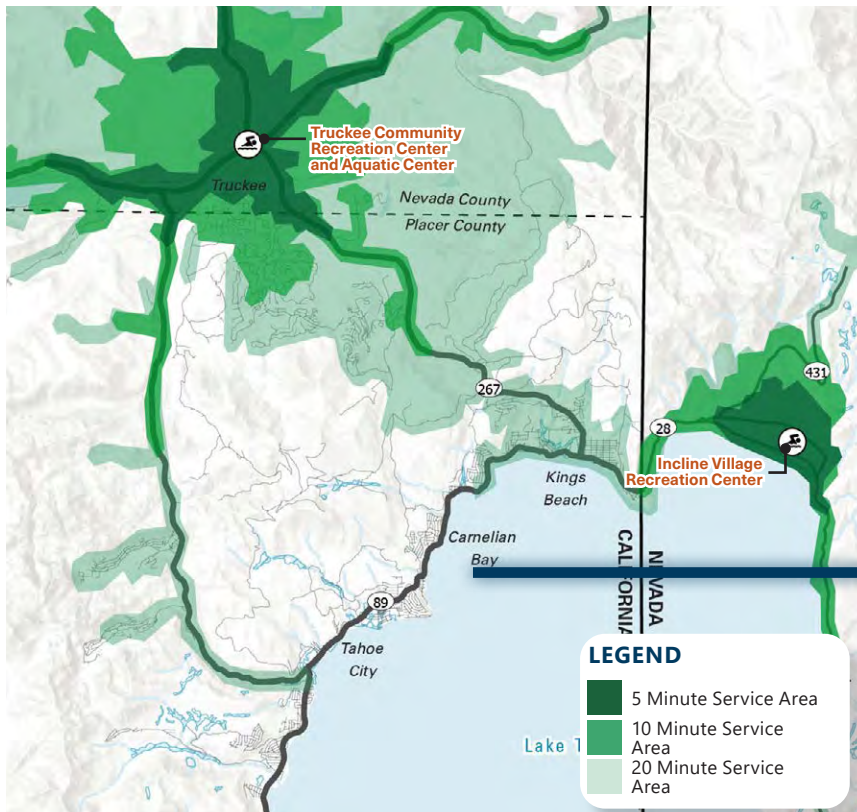 Truckee Community
Recreation Center
and Aquatic Center
Truckee
Nevada County
Placer County
267
431
28
Incline Village
Recreation Center
Kings
Beach
Carnelian
Bay
NEVADA
CALIFORNIA
89
Tahoe
City
Lake
LEGEND
5 Minute Service Area
10 Minute Service
Area
20 Minute Service
Area